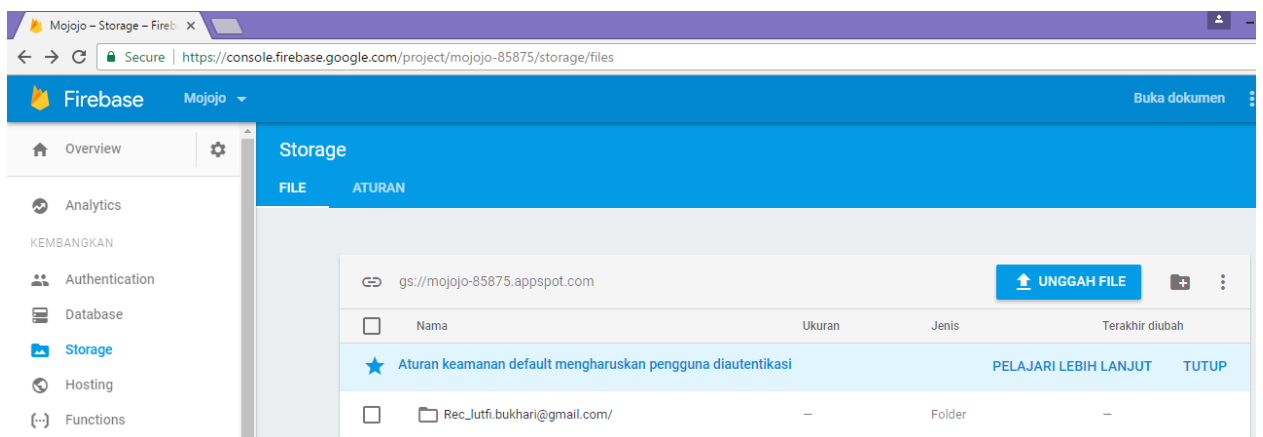 Mojojo – Storage – Fireb
Secure | https://console.firebase.google.com/project/mojojo-85875/storage/files
Firebase Mojojo Buka dokumen
Overview
Storage
FILE ATURAN
Analytics
KEMBANGKAN
Authentication
Database
Storage
Hosting
Functions
gs://mojojo-85875.appspot.com UNGGAH FILE
Nama Ukuran Jenis Terakhir diubah
Aturan keamanan default mengharuskan pengguna diautentikasi PELAJARI LEBIH LANJUT TUTUP
Rec_lutfi.bukhari@gmail.com/ – Folder –